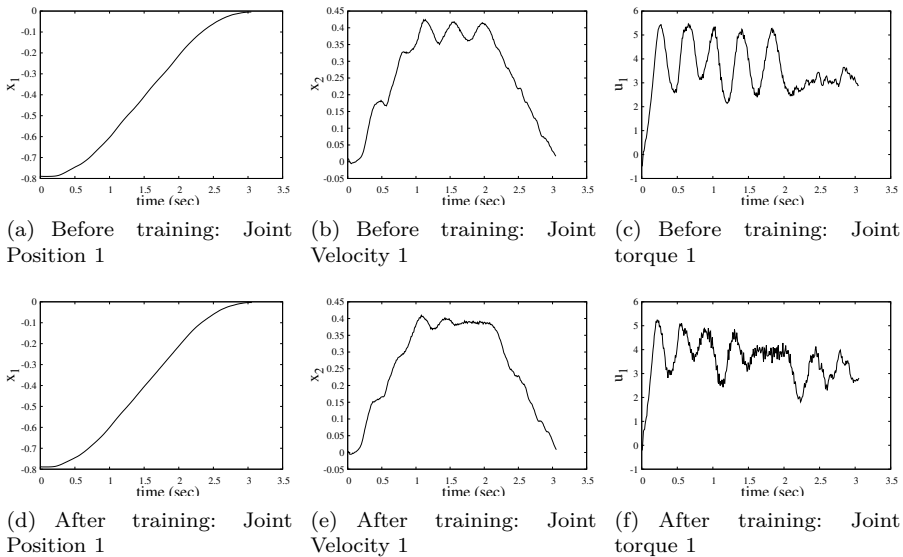 0
-0.1
-0.2
-0.3
-0.4
-0.5
-0.6
-0.7
-0.8
x1
0 0.5 1 1.5 2 2.5 3 3.5
time (sec)
0.45
0.4
0.35
0.3
0.25
0.2
0.15
0.1
0.05
0
-0.05
x2
0 0.5 1 1.5 2 2.5 3 3.5
time (sec)
6
5
4
3
2
1
0
-1
u1
0 0.5 1 1.5 2 2.5 3 3.5
time (sec)
(a) Before training: Joint
Position 1
(b) Before training: Joint
Velocity 1
(c) Before training: Joint
torque 1
0
-0.1
-0.2
-0.3
-0.4
-0.5
-0.6
-0.7
-0.8
x1
0 0.5 1 1.5 2 2.5 3 3.5
time (sec)
0.45
0.4
0.35
0.3
0.25
0.2
0.15
0.1
0.05
0
-0.05
x2
0 0.5 1 1.5 2 2.5 3 3.5
time (sec)
6
5
4
3
2
1
0
-1
u1
0 0.5 1 1.5 2 2.5 3 3.5
time (sec)
(d) After training: Joint
Position 1
(e) After training: Joint
Velocity 1
(f) After training: Joint
torque 1